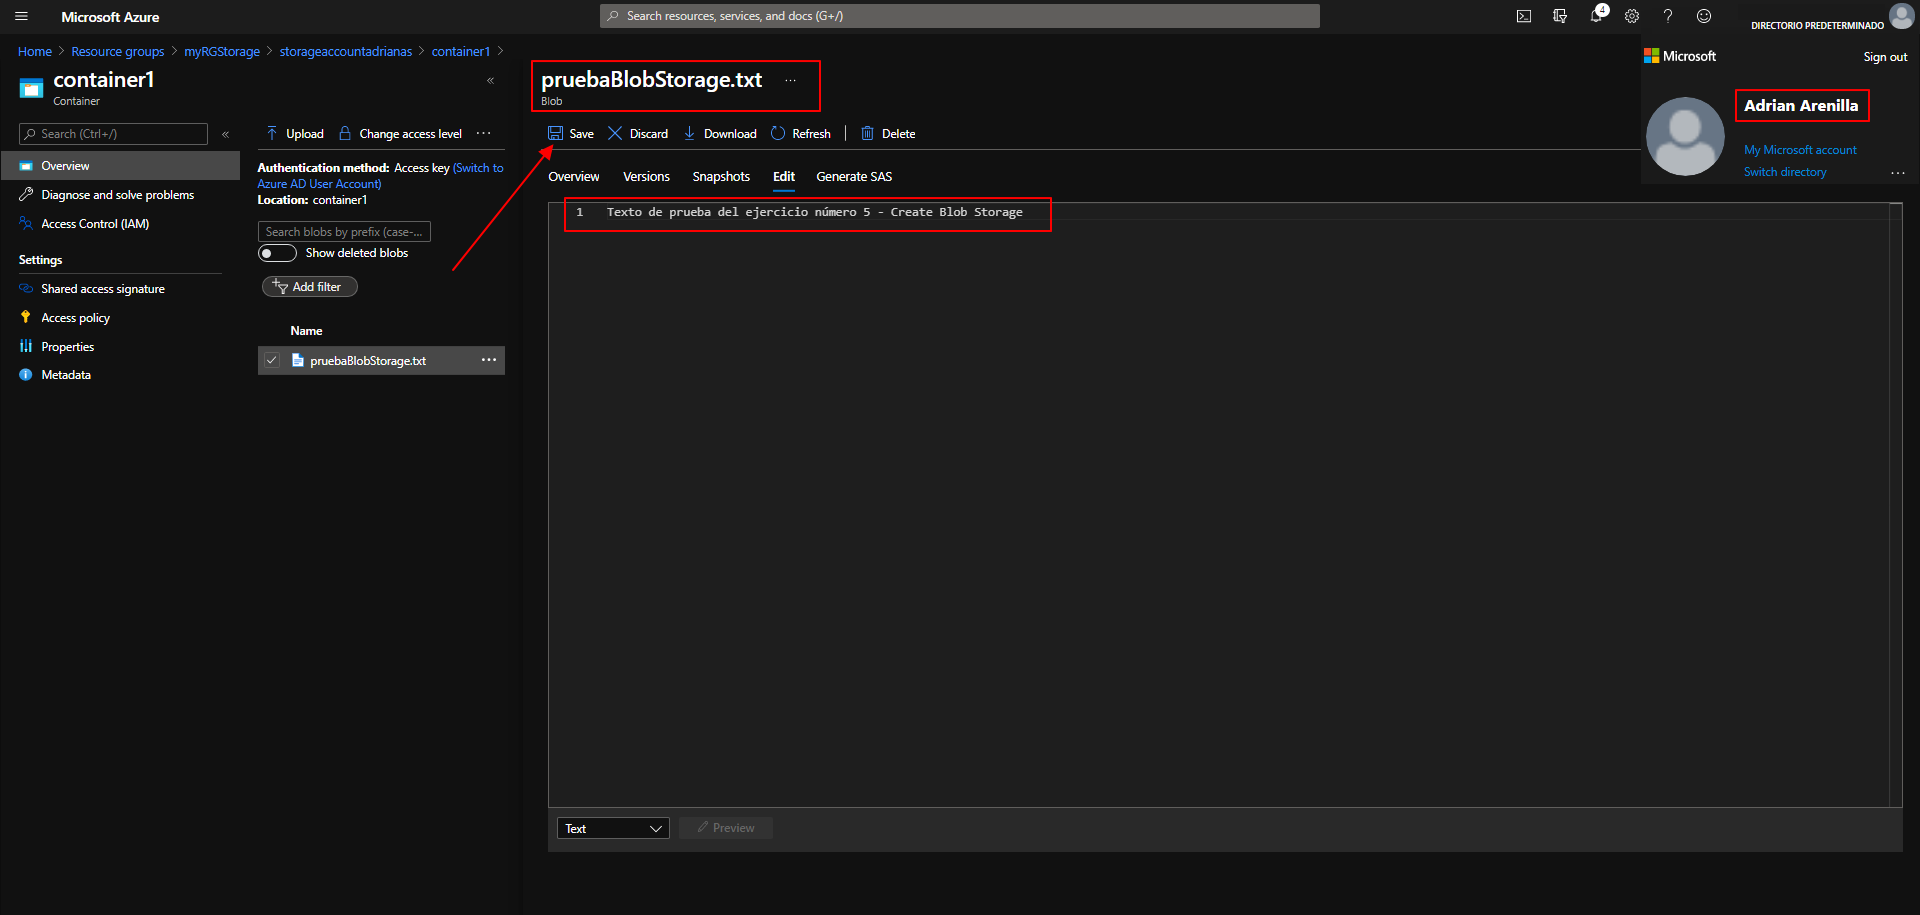 Microsoft Azure
Search resources, services, and docs (G+/)
4
DIRECTORIO PREDETERMINADO
Home > Resource groups > myRGStorage > storageaccountadrianas > container1 >
container1
Container
«
Search (Ctrl+/)
«
Overview
Diagnose and solve problems
Access Control (IAM)
Settings
Shared access signature
Access policy
Properties
Metadata
Upload Change access level ...
Authentication method: Access key (Switch to
Azure AD User Account)
Location: container1
Search blobs by prefix (case-...
Show deleted blobs
Add filter
Name
pruebaBlobStorage.txt ...
pruebaBlobStorage.txt ...
Blob
Save Discard Download Refresh | Delete
Overview Versions Snapshots Edit Generate SAS
1 Texto de prueba del ejercicio número 5 - Create Blob Storage
Text Preview
Microsoft Sign out
Adrian Arenilla
My Microsoft account
Switch directory ...